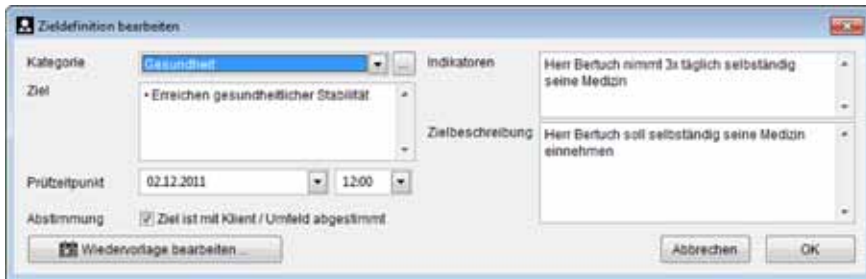 Zieldefinition bearbeiten
Kategorie
Gesundheit
...
Ziel
• Erreichen gesundheitlicher Stabilität
Prüfzeitpunkt
02.12.2011
12:00
Abstimmung
Ziel ist mit Klient / Umfeld abgestimmt
Wiedervorlage bearbeiten ...
Indikatoren
Herr Bertuch nimmt 3x täglich selbständig
seine Medizin
Zielbeschreibung
Herr Bertuch soll selbständig seine Medizin
einnehmen
Abbrechen
OK